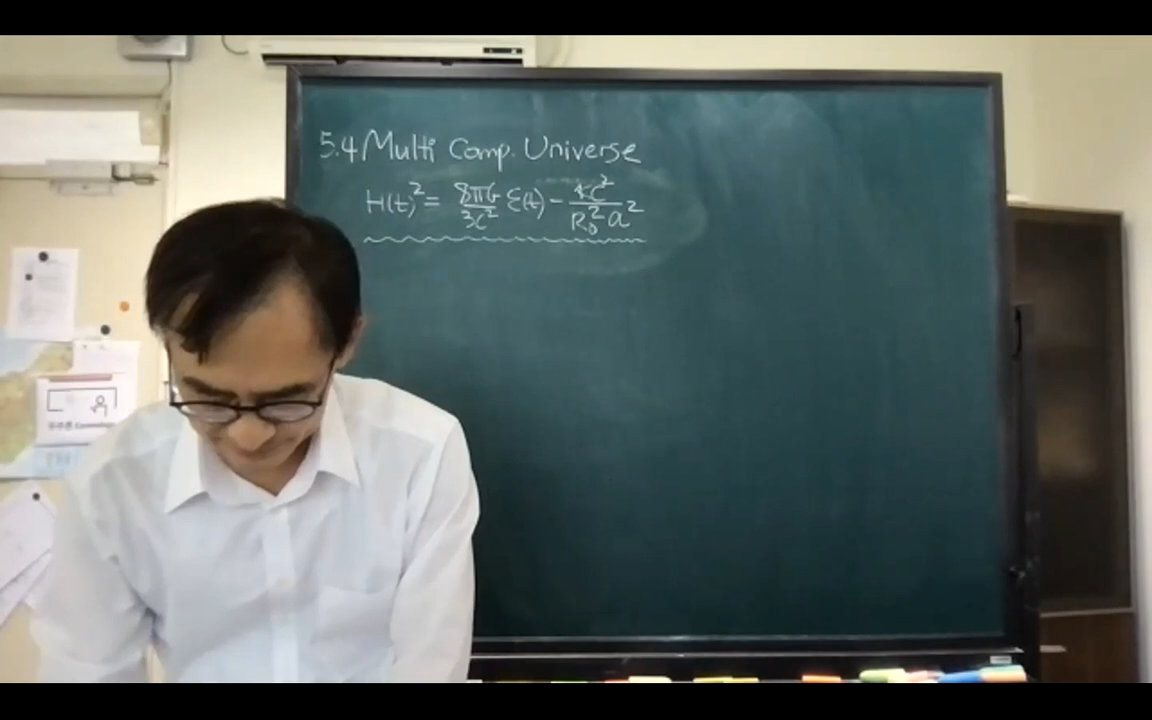 5.4 Multi Comp. Universe
H(t)² = 8πG/3c² ε(t) - κc²/R₀²a²